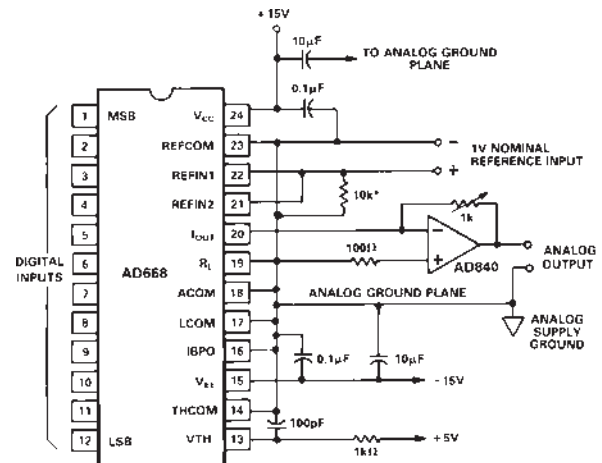 +15V
10µF
TO ANALOG GROUND
PLANE
0.1µF
1 MSB
2
3
4
5
6
7
8
9
10
11
12 LSB
DIGITAL
INPUTS
AD668
VCC 24
REFCOM 23
REFIN1 22
REFIN2 21
IOUT 20
RL 19
ACOM 18
LCOM 17
IBPO 16
VEE 15
THCOM 14
VTH 13
−
1V NOMINAL
REFERENCE INPUT
+
10k*
1k
100Ω
−
+
AD840
ANALOG
OUTPUT
ANALOG GROUND PLANE
ANALOG
SUPPLY
GROUND
0.1µF
10µF
-15V
100pF
1kΩ
+5V